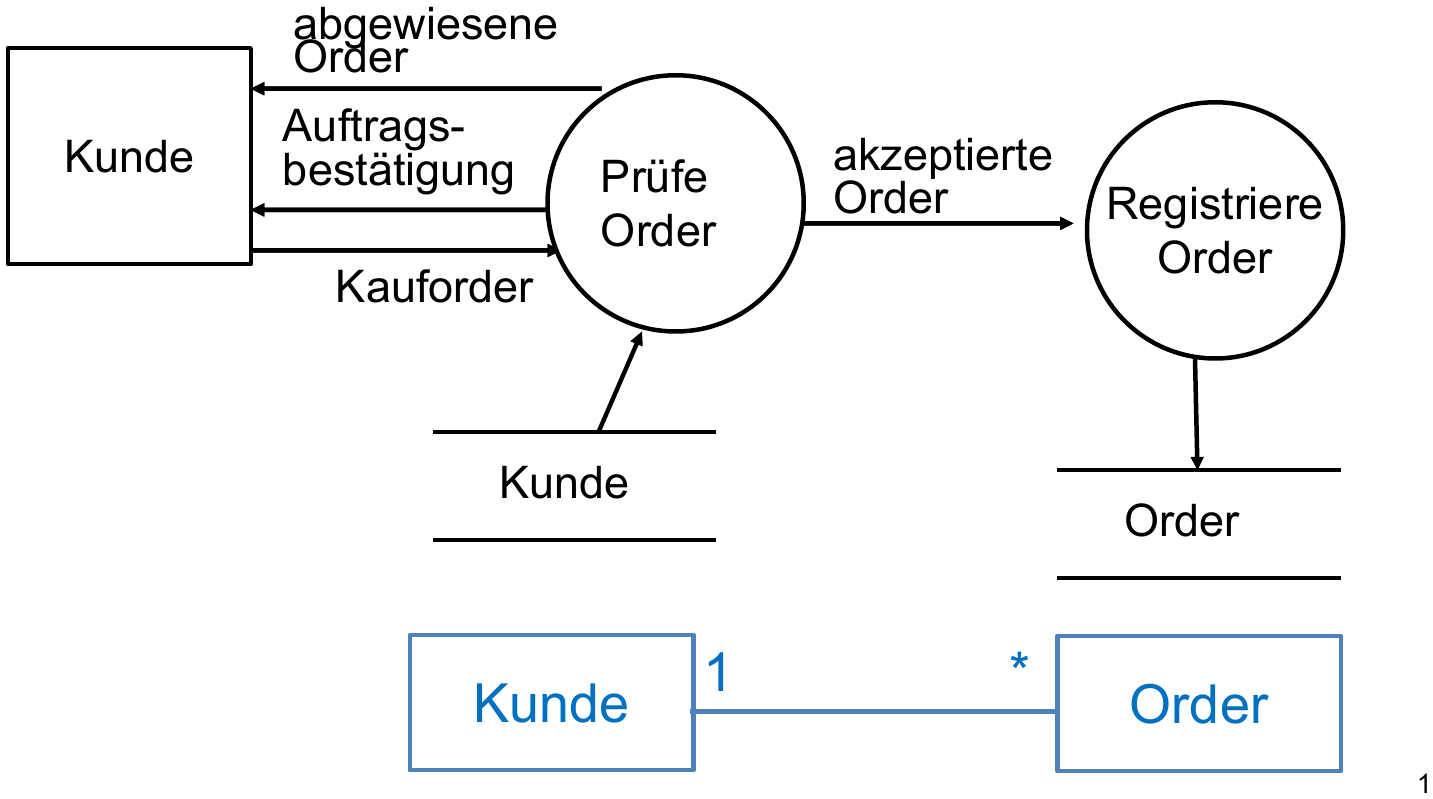 abgewiesene
Order
Kunde
Auftrags-
bestätigung
Kauforder
Prüfe
Order
akzeptierte
Order
Registriere
Order
Kunde
Order
Kunde
1
*
Order
1